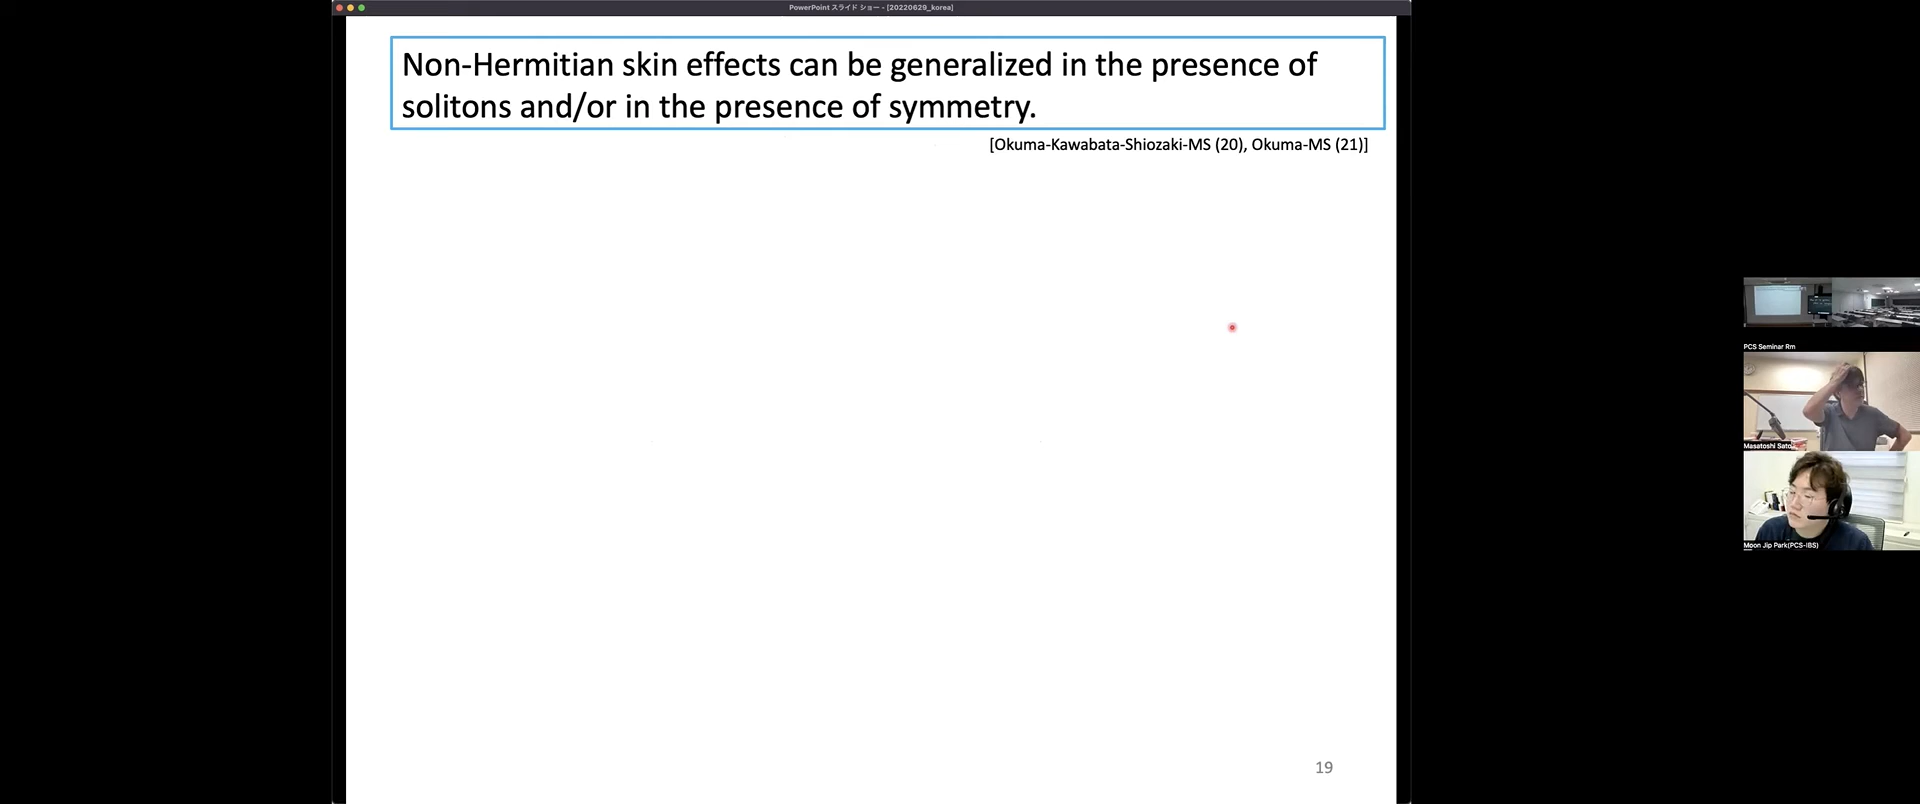 PowerPoint スライド ショー - [20220629_korea]
Non-Hermitian skin effects can be generalized in the presence of
solitons and/or in the presence of symmetry.
[Okuma-Kawabata-Shiozaki-MS (20), Okuma-MS (21)]
19
PCS Seminar Rm
Masatoshi Sato
Moon Jip Park(PCS-IBS)